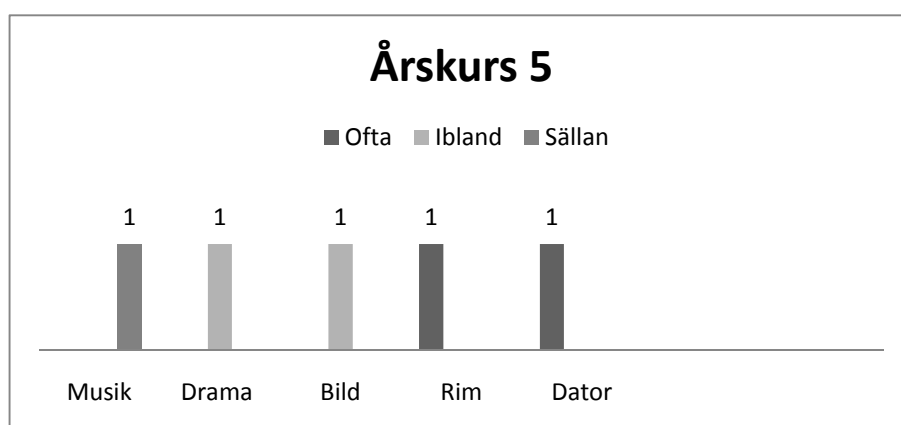 Årskurs 5
Ofta Ibland Sällan
1 1 1 1 1
Musik Drama Bild Rim Dator